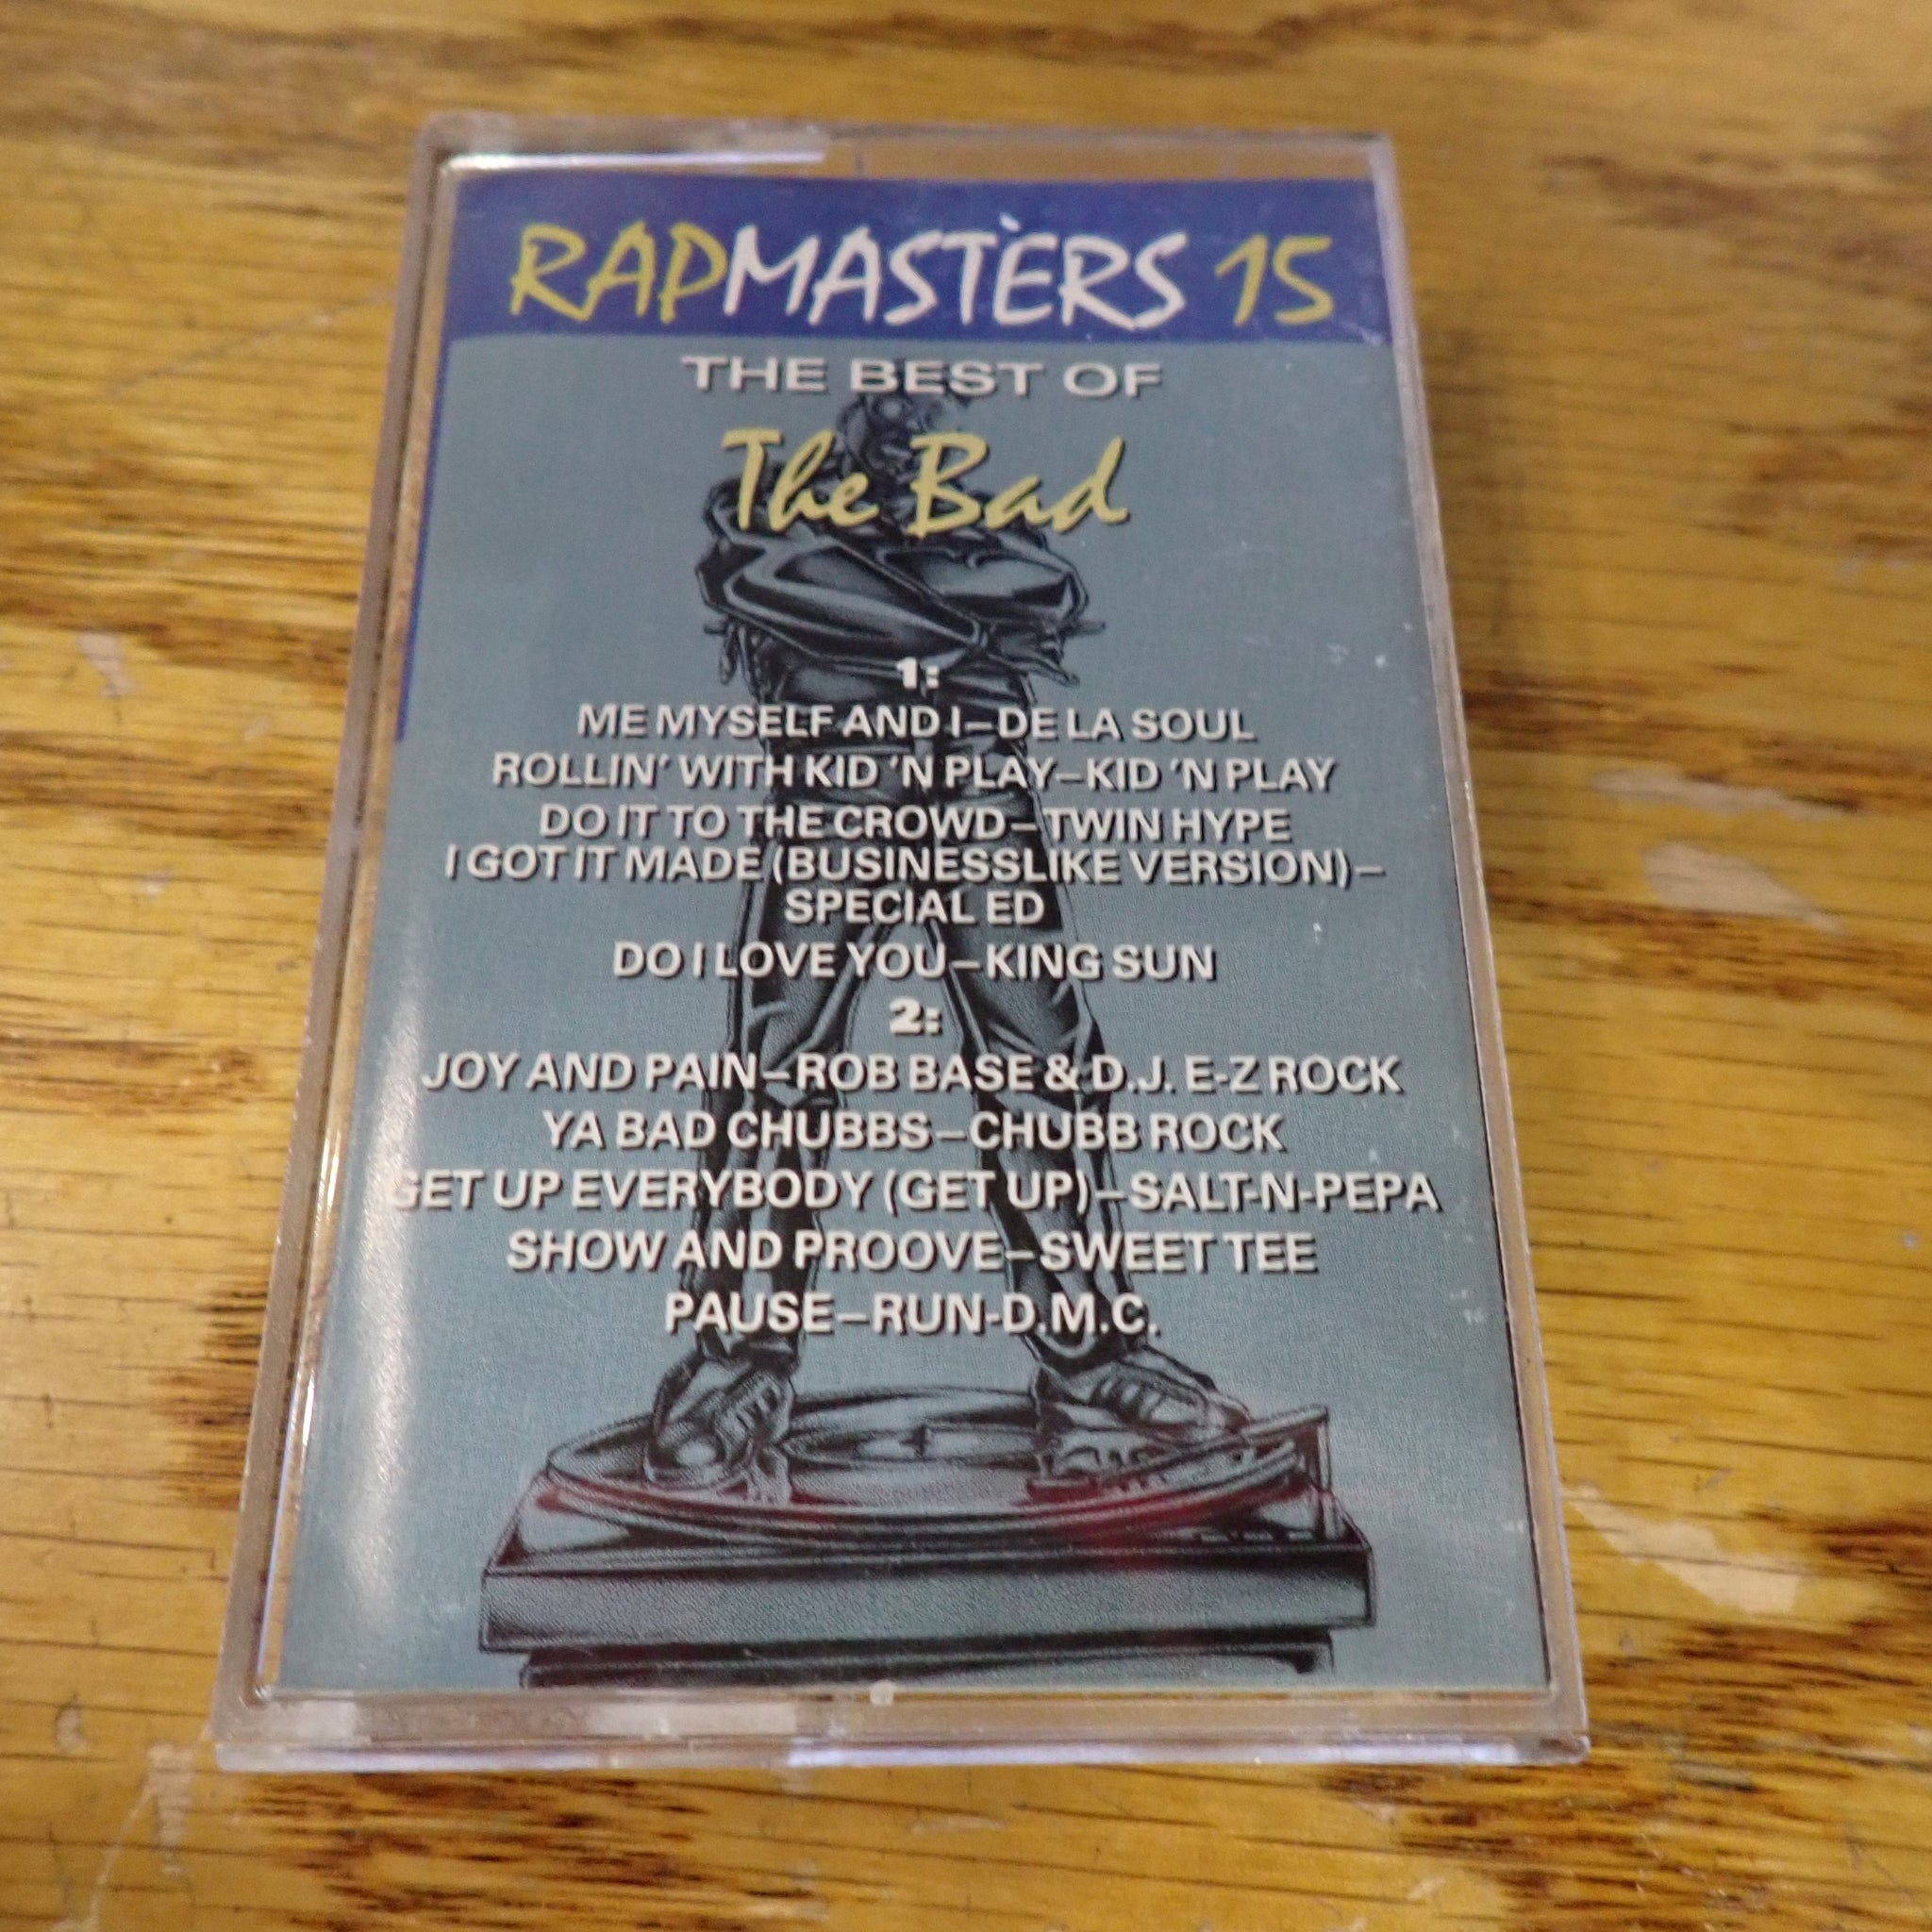 RAPMASTERS 15
THE BEST OF
The Bad
1:
ME MYSELF AND I–DE LA SOUL
ROLLIN' WITH KID 'N PLAY–KID 'N PLAY
DO IT TO THE CROWD–TWIN HYPE
I GOT IT MADE (BUSINESSLIKE VERSION)–
SPECIAL ED
DO I LOVE YOU–KING SUN
2:
JOY AND PAIN–ROB BASE & D.J. E-Z ROCK
YA BAD CHUBBS–CHUBB ROCK
GET UP EVERYBODY (GET UP)–SALT-N-PEPA
SHOW AND PROOVE–SWEET TEE
PAUSE–RUN-D.M.C.